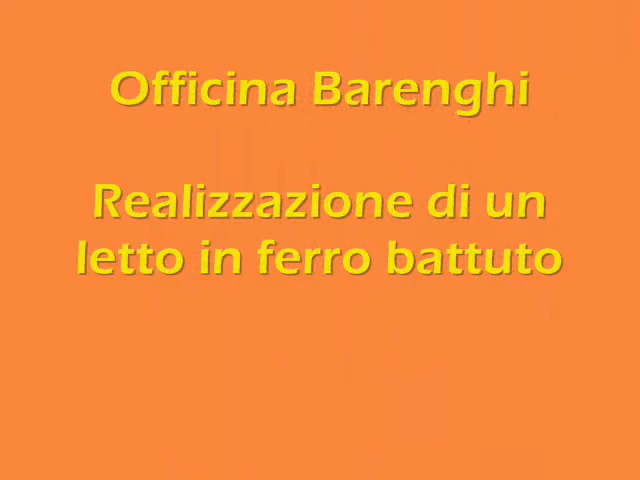 Officina Barenghi
Realizzazione di un
letto in ferro battuto